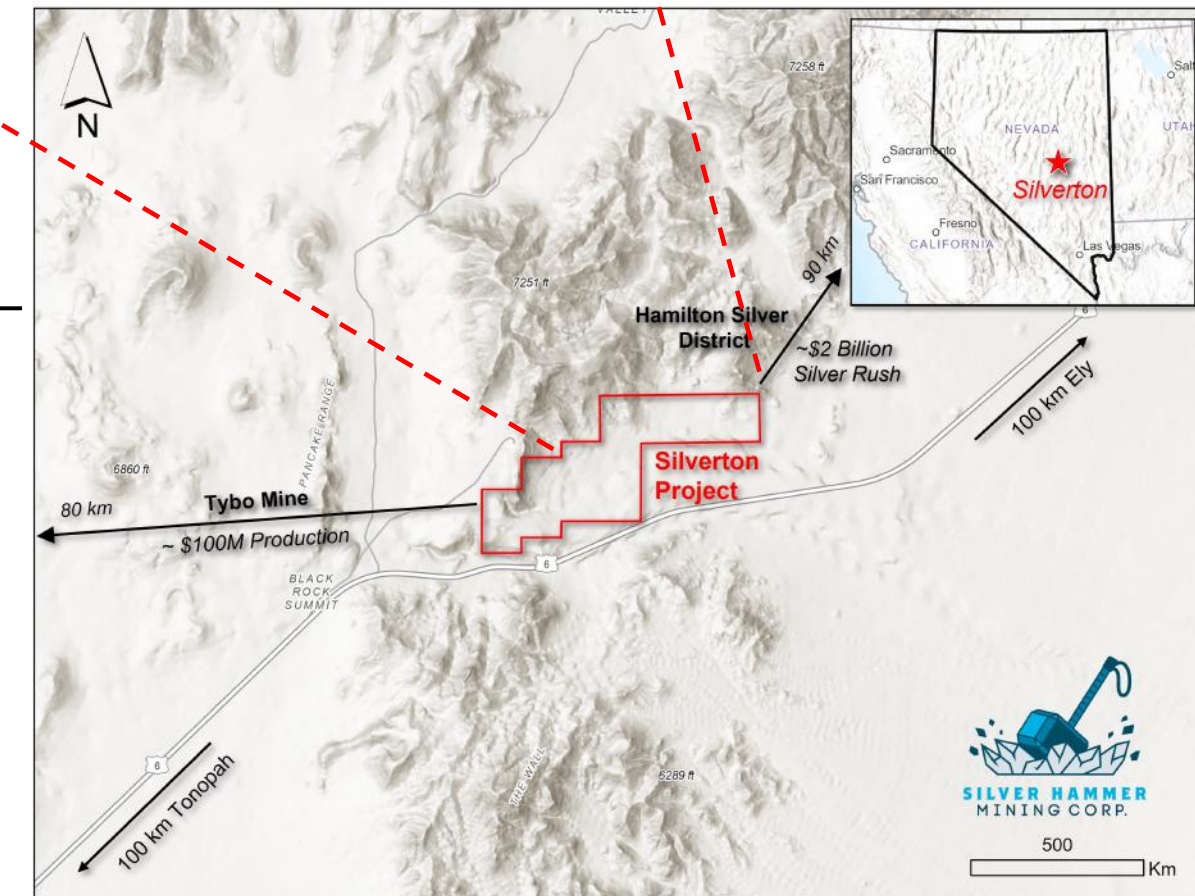 VALLEY
N
7258 ft
7251 ft
90 km
Hamilton Silver
District
~$2 Billion
Silver Rush
6
100 km Ely
PANCAKE RANGE
6860 ft
Silverton
Project
80 km
Tybo Mine
~ $100M Production
BLACK
ROCK
SUMMIT
6
THE WALL
6289 ft
6
100 km Tonopah
Salt
NEVADA
UTAH
Sacramento
San Francisco
Silverton
Fresno
CALIFORNIA
Las Vegas
SILVER HAMMER
MINING CORP.
500
Km